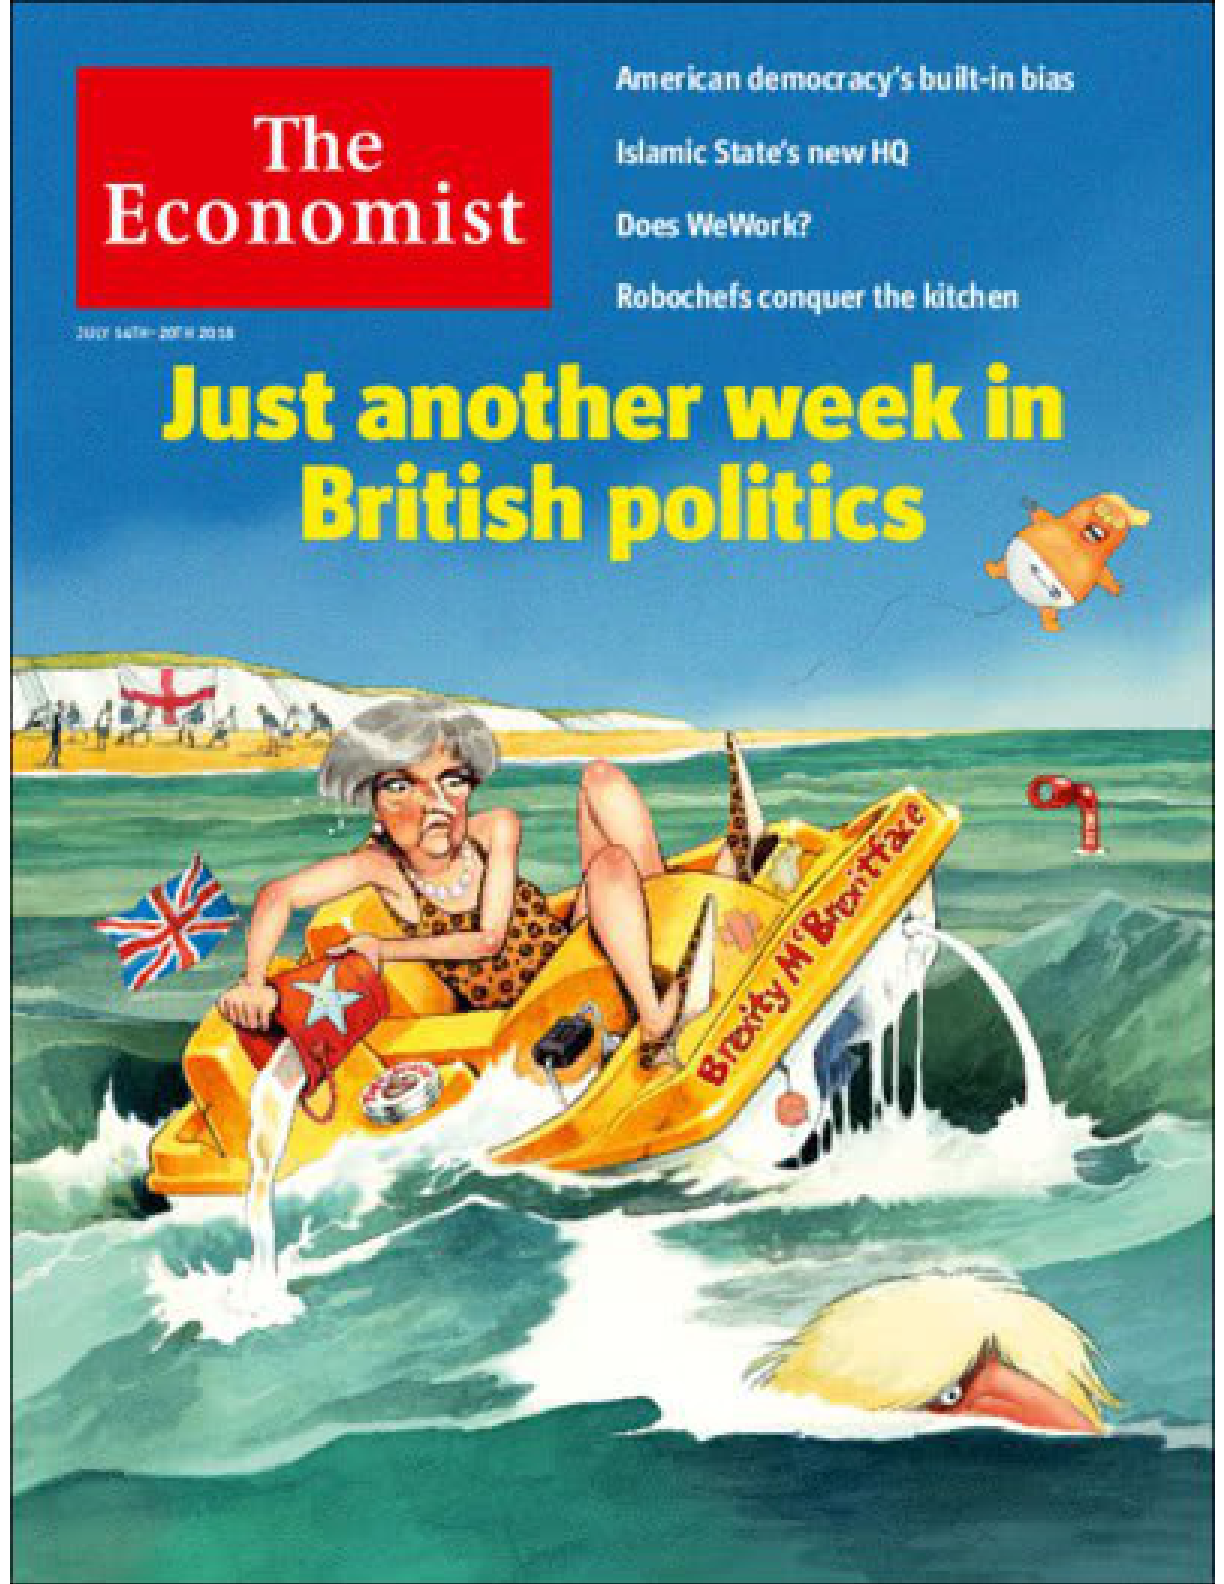 The
Economist
American democracy's built-in bias
Islamic State's new HQ
Does WeWork?
Robochefs conquer the kitchen
JULY 14TH–20TH 2018
Just another week in
British politics
Brexity McBrexitface